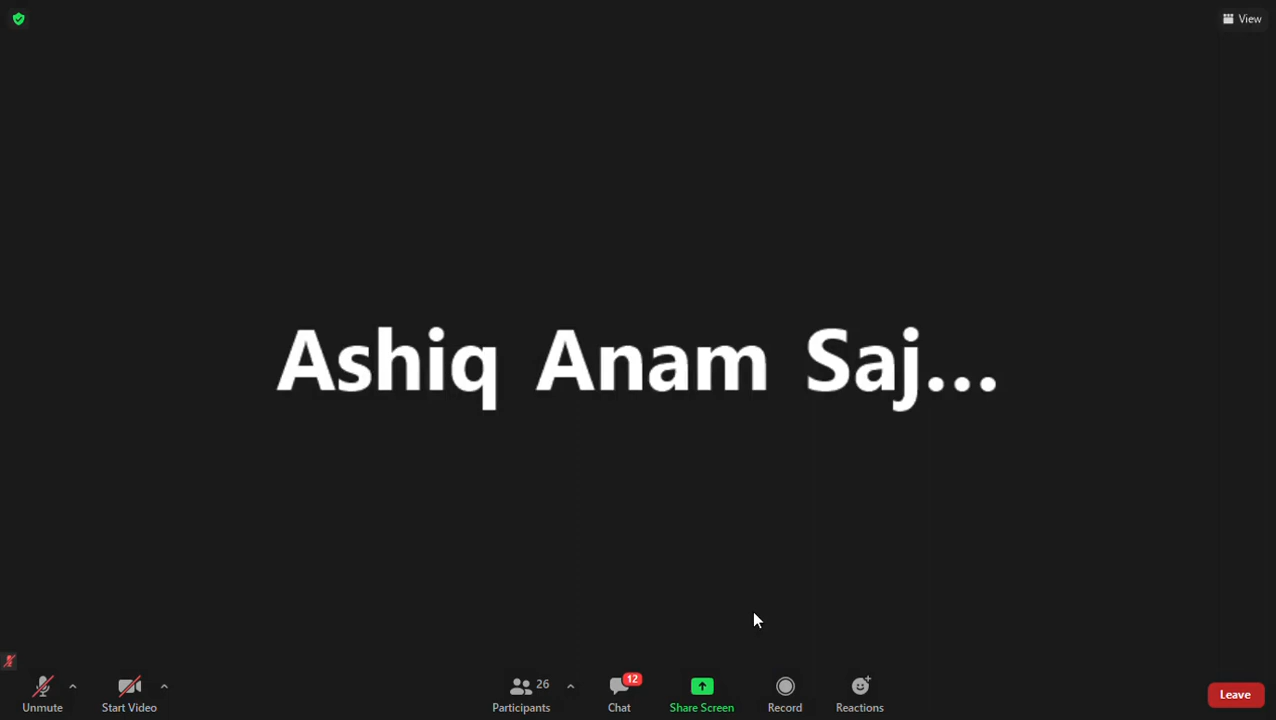 View
Ashiq Anam Saj...
Unmute
Start Video
26
Participants
12
Chat
Share Screen
Record
Reactions
Leave